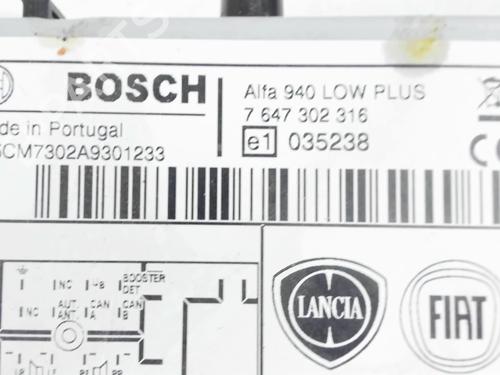 BOSCH
Alfa 940 LOW PLUS
7 647 302 316
de in Portugal
e1 035238
SCM7302A9301233
NC +B BOOSTER DET
NC AUT. ANT. CAN A CAN B
LANCIA
FIAT